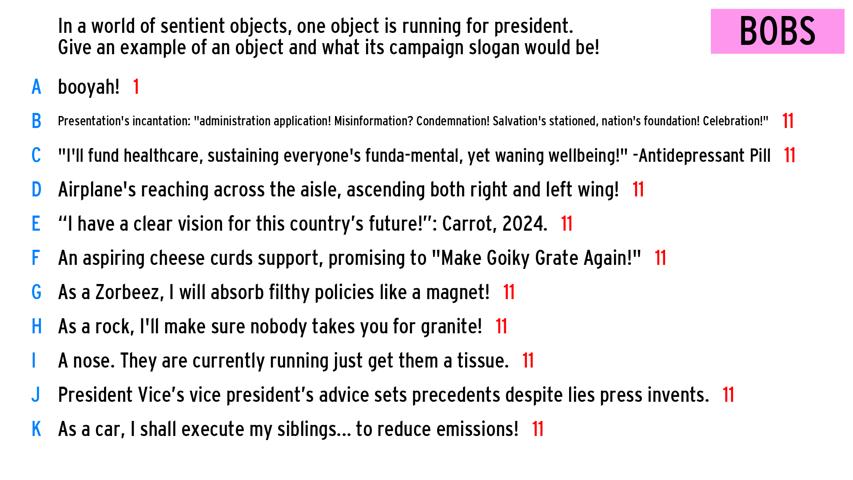 In a world of sentient objects, one object is running for president.
Give an example of an object and what its campaign slogan would be!
BOBS
A booyah! 1
B Presentation's incantation: "administration application! Misinformation? Condemnation! Salvation's stationed, nation's foundation! Celebration!" 11
C "I'll fund healthcare, sustaining everyone's funda-mental, yet waning wellbeing!" -Antidepressant Pill 11
D Airplane's reaching across the aisle, ascending both right and left wing! 11
E “I have a clear vision for this country’s future!”: Carrot, 2024. 11
F An aspiring cheese curds support, promising to "Make Goiky Grate Again!" 11
G As a Zorbeez, I will absorb filthy policies like a magnet! 11
H As a rock, I'll make sure nobody takes you for granite! 11
I A nose. They are currently running just get them a tissue. 11
J President Vice’s vice president’s advice sets precedents despite lies press invents. 11
K As a car, I shall execute my siblings... to reduce emissions! 11